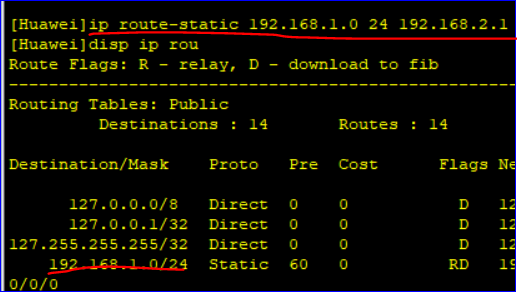 [Huawei]ip route-static 192.168.1.0 24 192.168.2.1
[Huawei]disp ip rou
Route Flags: R - relay, D - download to fib
------------------------------------------------------
Routing Tables: Public
Destinations : 14 Routes : 14
Destination/Mask Proto Pre Cost Flags Ne
127.0.0.0/8 Direct 0 0 D 12
127.0.0.1/32 Direct 0 0 D 12
127.255.255.255/32 Direct 0 0 D 12
192.168.1.0/24 Static 60 0 RD 19
0/0/0